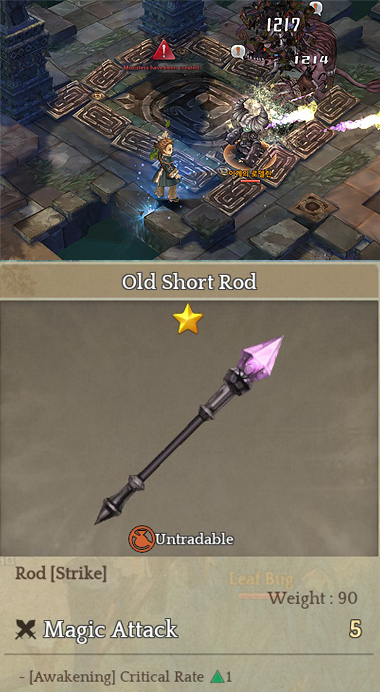 1217
1214
Old Short Rod
Untradable
Rod [Strike]
Leaf Bug
Weight : 90
Magic Attack 5
- [Awakening] Critical Rate ▲1